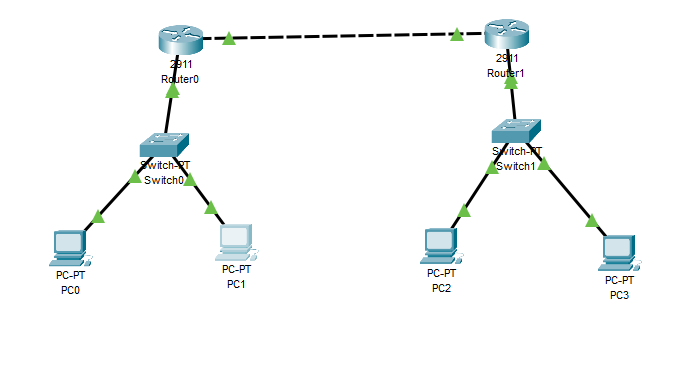 2911
Router0
2911
Router1
Switch-PT
Switch0
Switch-PT
Switch1
PC-PT
PC0
PC-PT
PC1
PC-PT
PC2
PC-PT
PC3